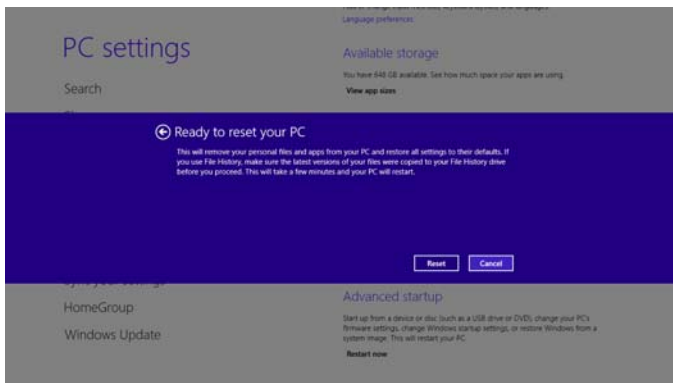 Language preferences
PC settings
Available storage
You have 648 GB available. See how much space your apps are using.
Search
View app sizes
Ready to reset your PC
This will remove your personal files and apps from your PC and restore all settings to their defaults. If
you use File History, make sure the latest versions of your files were copied to your File History drive
before you proceed. This will take a few minutes and your PC will restart.
Reset
Cancel
HomeGroup
Advanced startup
Start up from a device or disc (such as a USB drive or DVD), change your PC's
firmware settings, change Windows startup settings, or restore Windows from a
system image. This will restart your PC.
Windows Update
Restart now